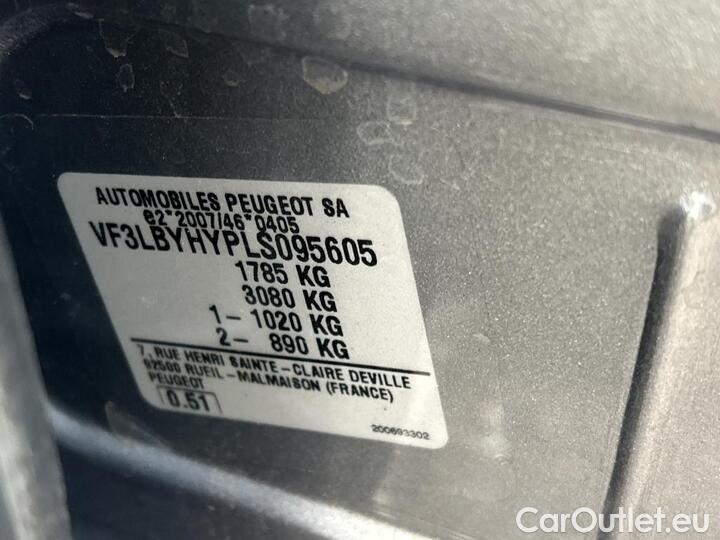 AUTOMOBILES PEUGEOT SA
e2*2007/46*0405
VF3LBYHYPLS095605
1785 KG
3080 KG
1- 1020 KG
2- 890 KG
7, RUE HENRI SAINTE-CLAIRE DEVILLE
92500 RUEIL-MALMAISON (FRANCE)
PEUGEOT
0.51
200693302
CarOutlet.eu